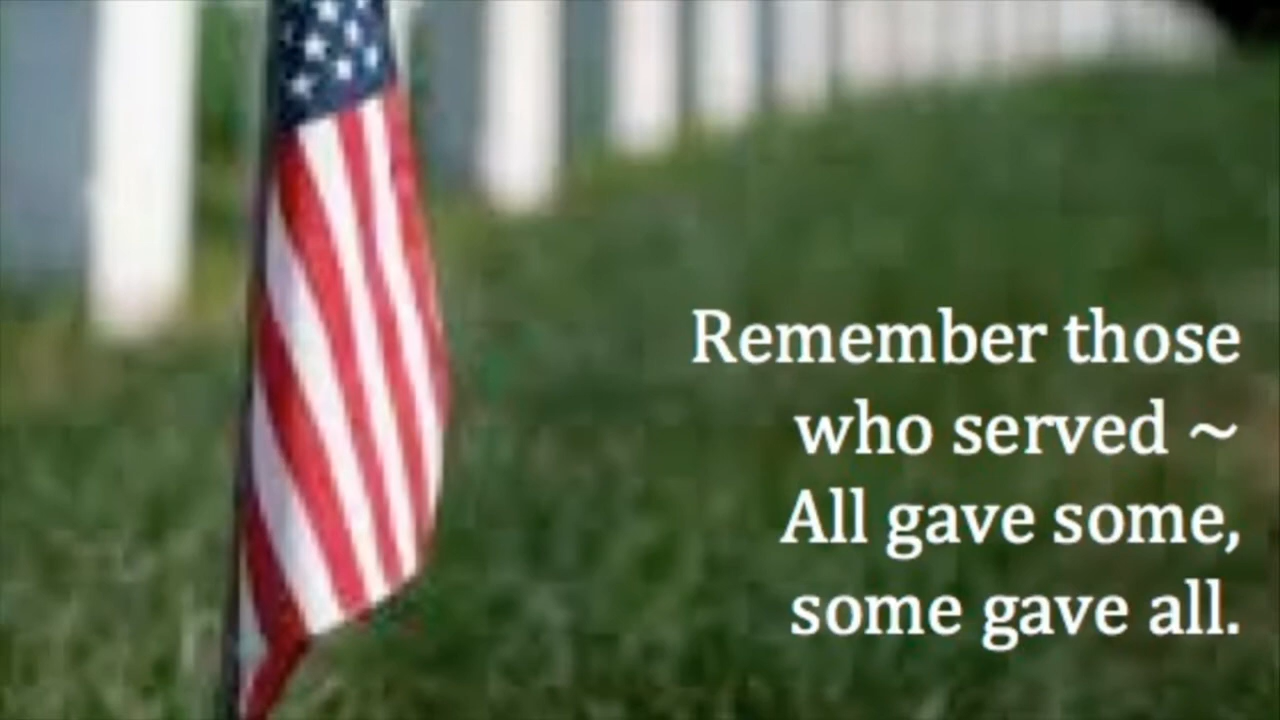 Remember those
who served ~
All gave some,
some gave all.